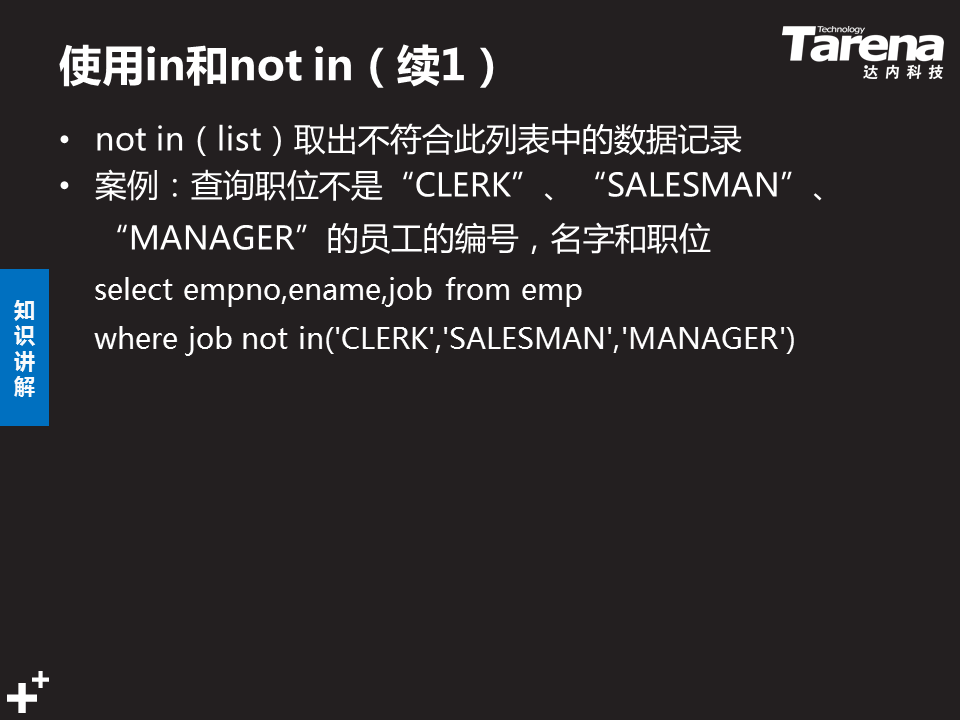 使用in和not in（续1）
Technology
Tarena
达内科技
• not in（list）取出不符合此列表中的数据记录
• 案例：查询职位不是“CLERK”、“SALESMAN”、
“MANAGER”的员工的编号，名字和职位
select empno,ename,job from emp
where job not in('CLERK','SALESMAN','MANAGER')
知
识
讲
解